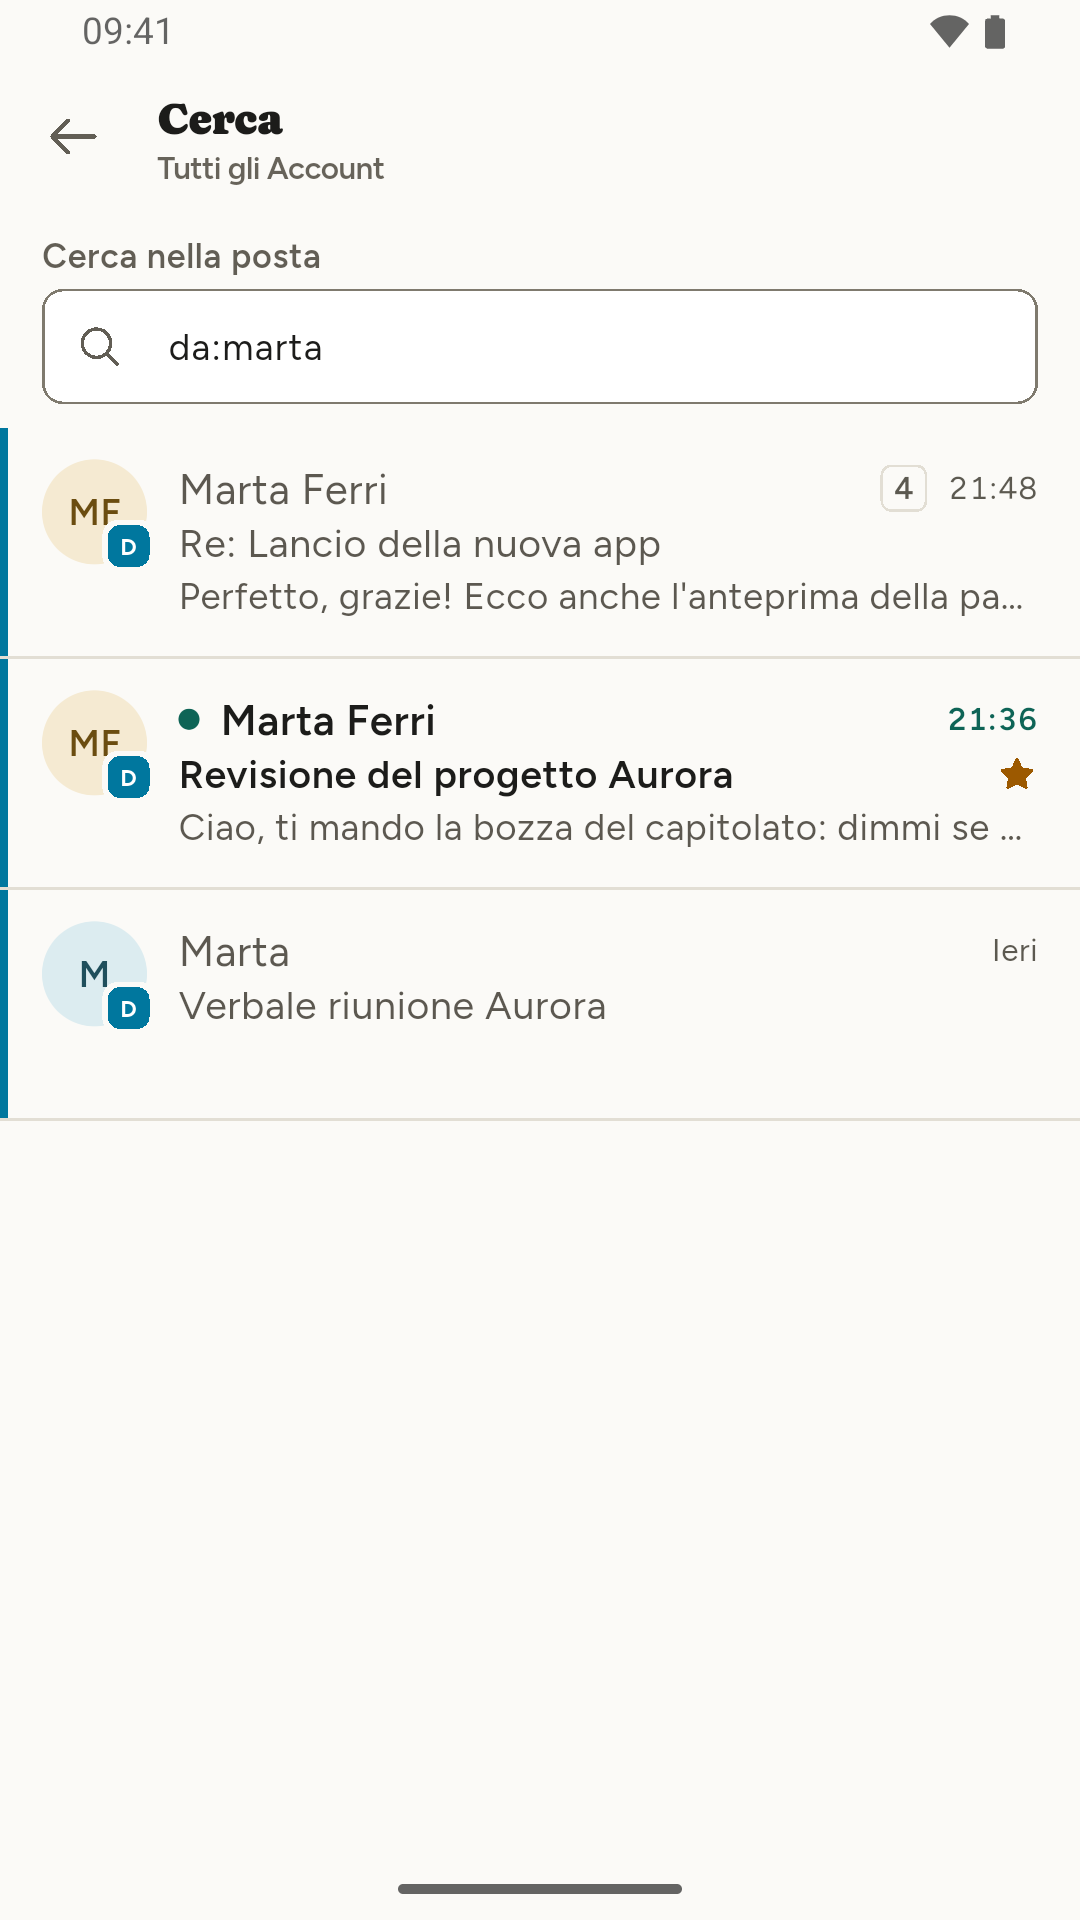 09:41
Cerca
Tutti gli Account
Cerca nella posta
da:marta
MF
D
Marta Ferri
4
21:48
Re: Lancio della nuova app
Perfetto, grazie! Ecco anche l'anteprima della pa...
MF
D
Marta Ferri
21:36
Revisione del progetto Aurora
Ciao, ti mando la bozza del capitolato: dimmi se ...
M
D
Marta
Ieri
Verbale riunione Aurora